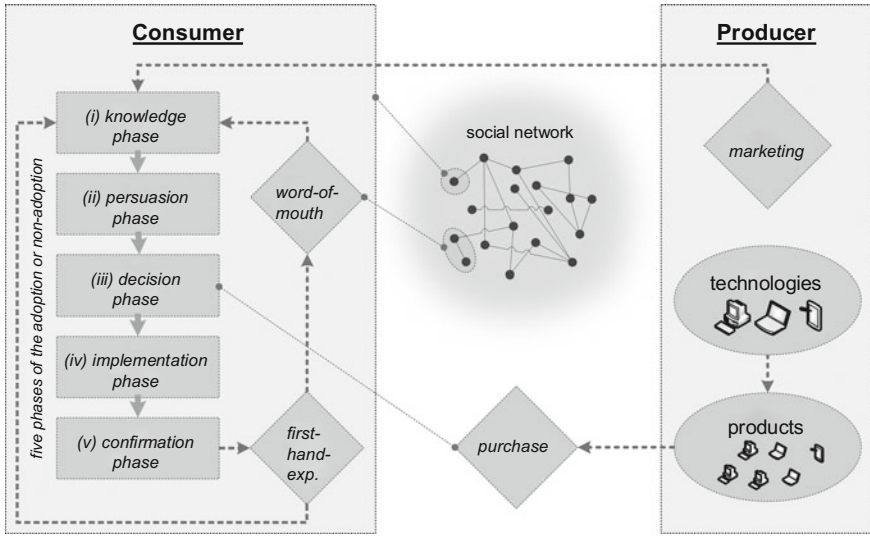 Consumer
five phases of the adoption or non-adoption
(i) knowledge
phase
(ii) persuasion
phase
(iii) decision
phase
(iv) implementation
phase
(v) confirmation
phase
word-of-
mouth
first-
hand-
exp.
social network
purchase
Producer
marketing
technologies
products